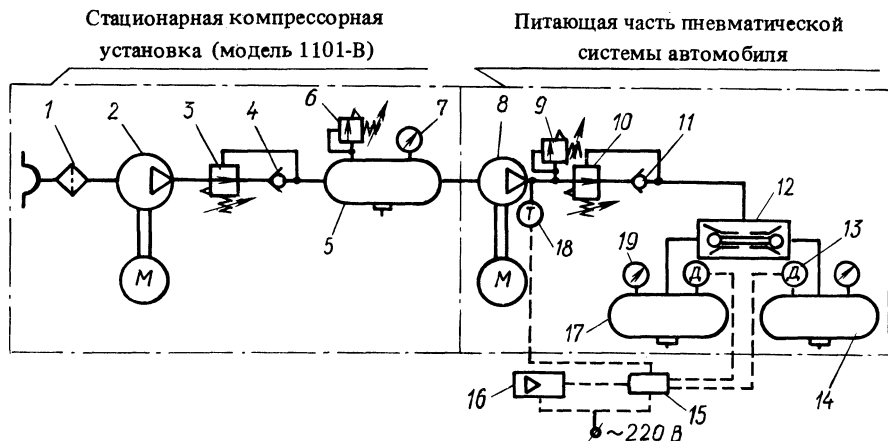 Стационарная компрессорная
установка (модель 1101-В)
Питающая часть пневматической
системы автомобиля
1
2
3
4
6
7
8
9
10
11
5
12
13
18
19
М
М
Т
Д
Д
17
14
16
15
~220 В